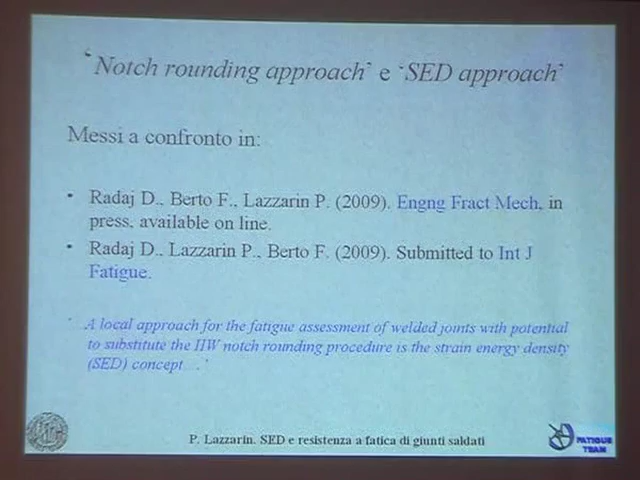 'Notch rounding approach' e 'SED approach'
Messi a confronto in:
• Radaj D., Berto F., Lazzarin P. (2009). Engng Fract Mech, in
press, available on line.
• Radaj D., Lazzarin P., Berto F. (2009). Submitted to Int J
Fatigue.
' A local approach for the fatigue assessment of welded joints with potential
to substitute the IIW notch rounding procedure is the strain energy density
(SED) concept... '
P. Lazzarin. SED e resistenza a fatica di giunti saldati
FATIGUE
TEAM